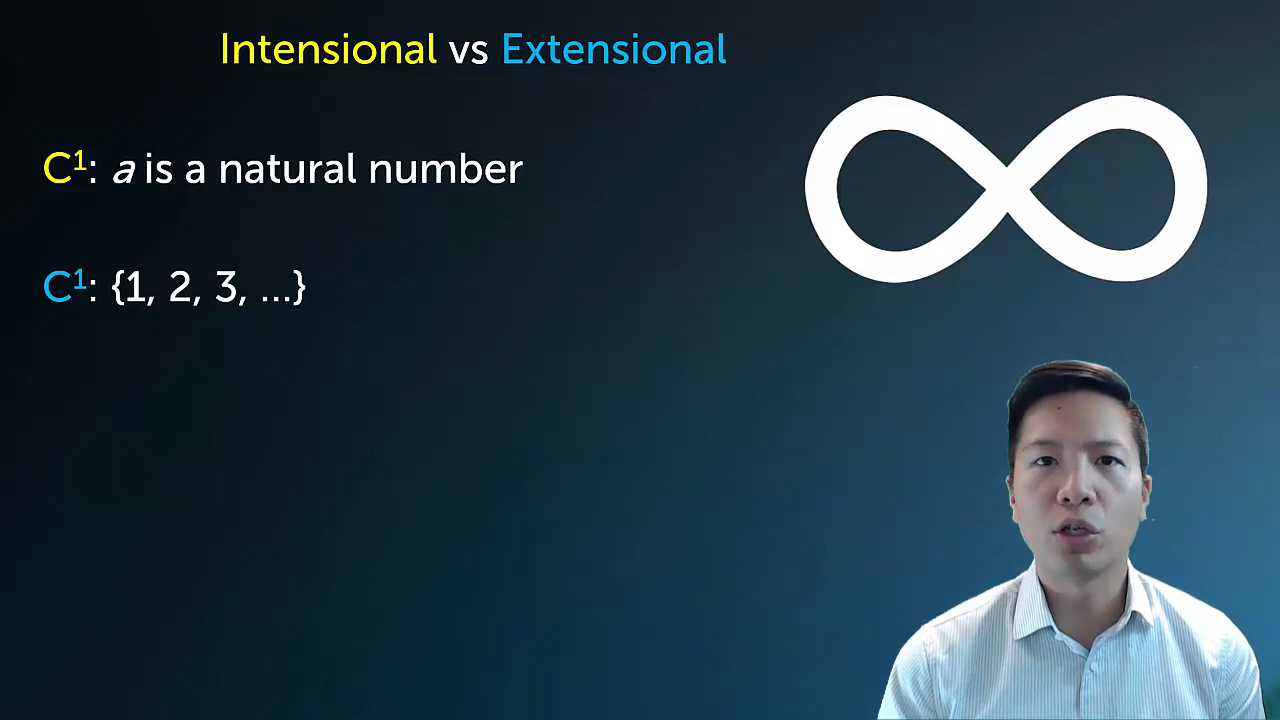 Intensional vs Extensional
C¹: a is a natural number
C¹: {1, 2, 3, ...}